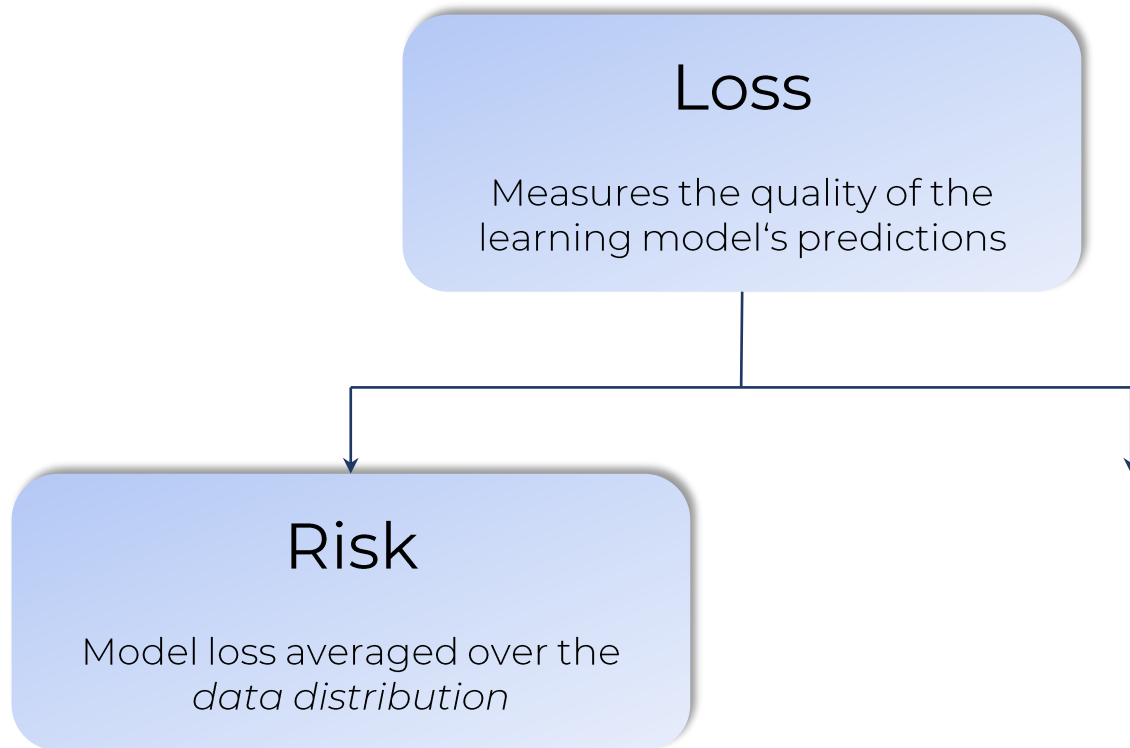 Loss
Measures the quality of the
learning model‘s predictions
Risk
Model loss averaged over the
data distribution